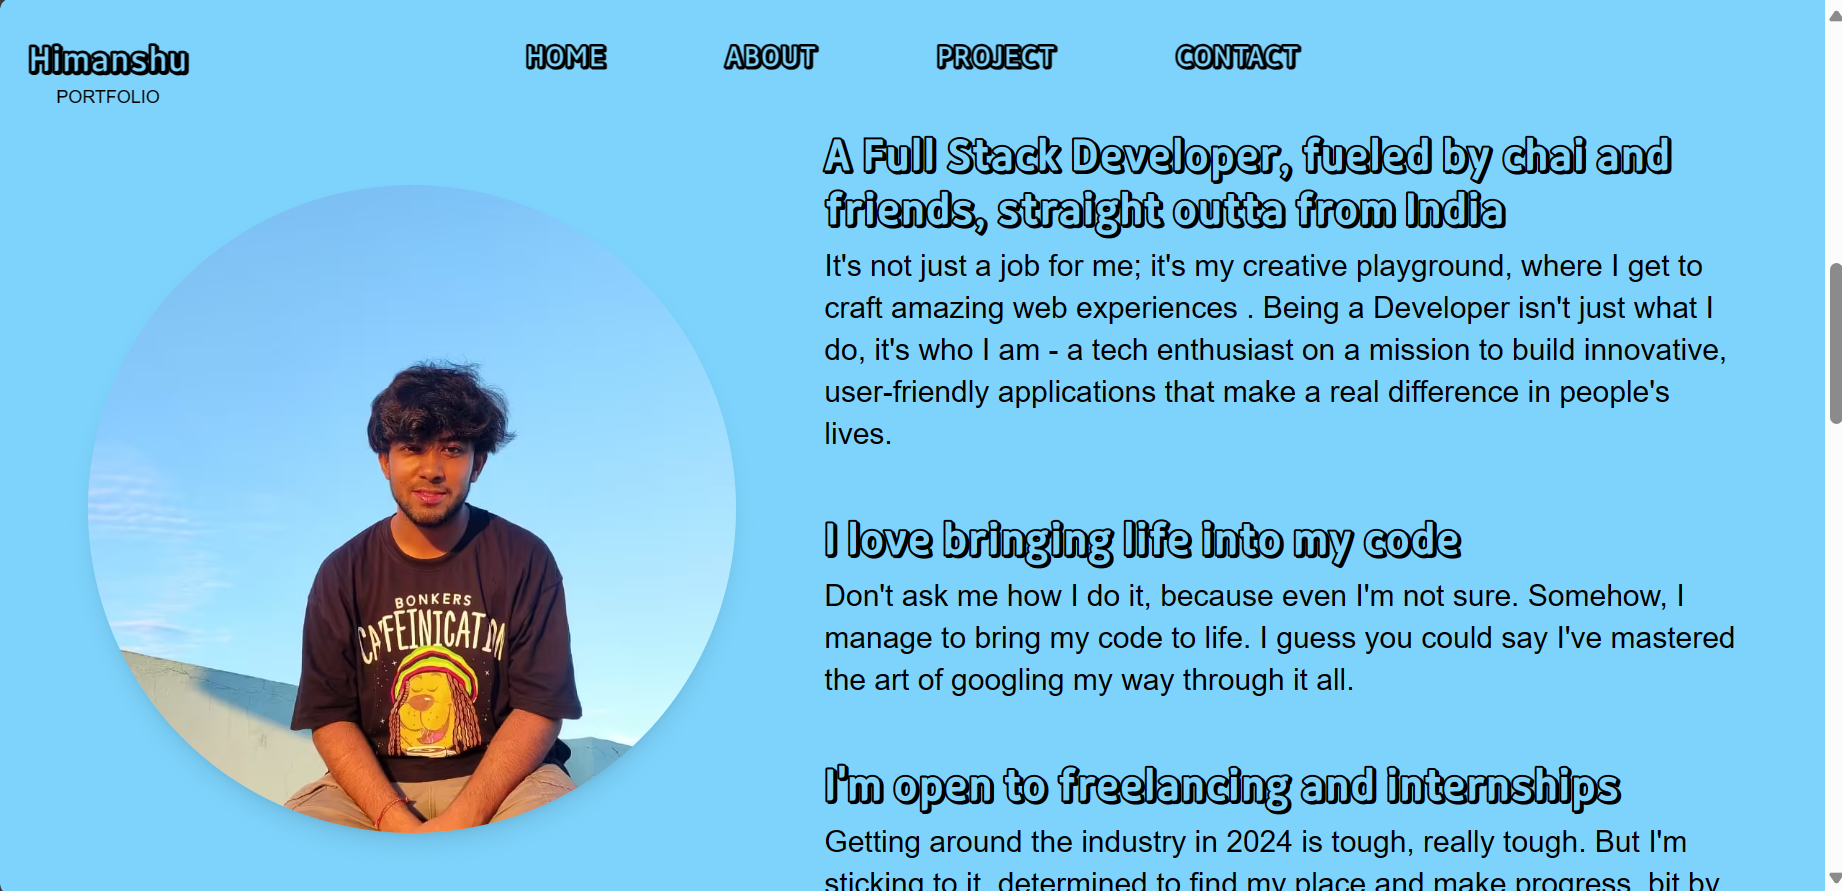 Himanshu
PORTFOLIO
HOME ABOUT PROJECT CONTACT
A Full Stack Developer, fueled by chai and
friends, straight outta from India
It's not just a job for me; it's my creative playground, where I get to
craft amazing web experiences . Being a Developer isn't just what I
do, it's who I am - a tech enthusiast on a mission to build innovative,
user-friendly applications that make a real difference in people's
lives.
I love bringing life into my code
Don't ask me how I do it, because even I'm not sure. Somehow, I
manage to bring my code to life. I guess you could say I've mastered
the art of googling my way through it all.
I'm open to freelancing and internships
Getting around the industry in 2024 is tough, really tough. But I'm
sticking to it, determined to find my place and make progress, bit by
BONKERS
CAFFEINICATION